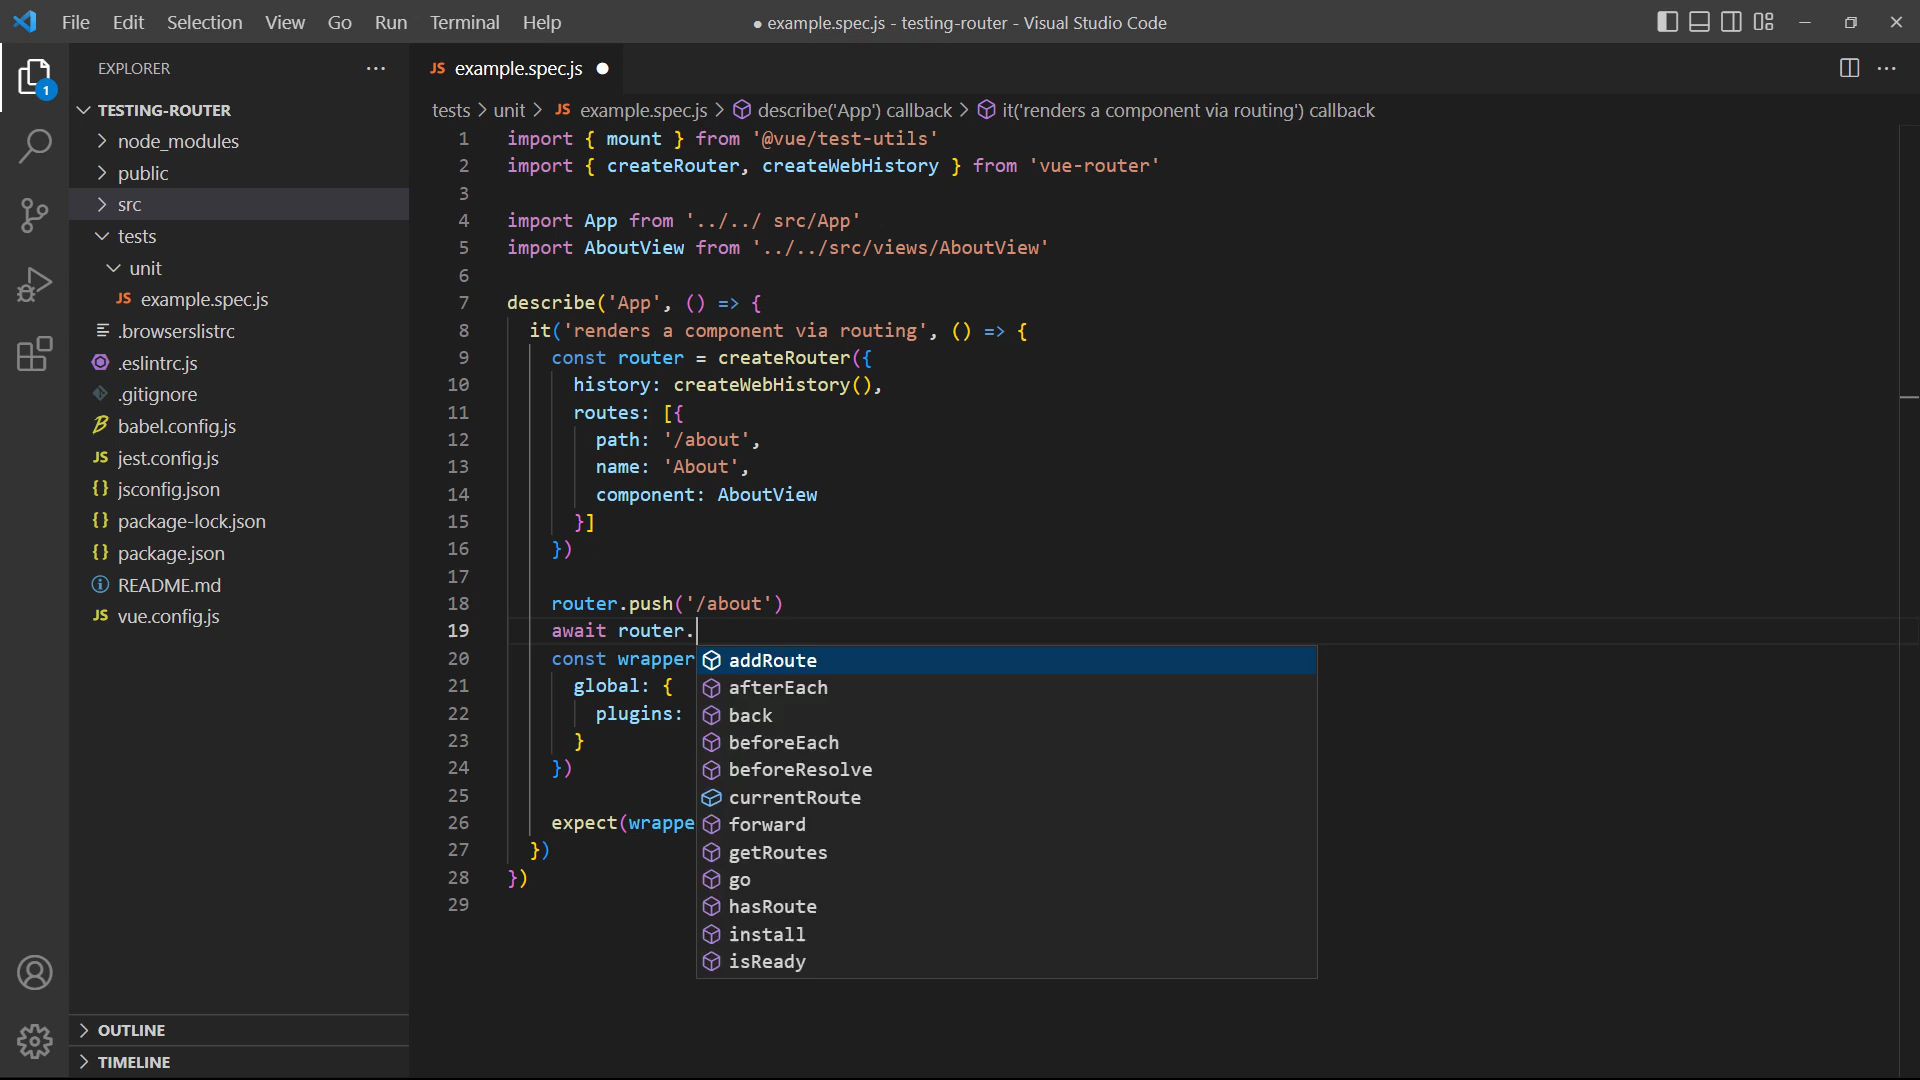 File Edit Selection View Go Run Terminal Help
● example.spec.js - testing-router - Visual Studio Code
1
EXPLORER
TESTING-ROUTER
node_modules
public
src
tests
unit
JS example.spec.js
.browserslistrc
.eslintrc.js
.gitignore
babel.config.js
JS jest.config.js
{} jsconfig.json
{} package-lock.json
{} package.json
README.md
JS vue.config.js
OUTLINE
TIMELINE
JS example.spec.js ●
tests > unit > JS example.spec.js > describe('App') callback > it('renders a component via routing') callback
1 import { mount } from '@vue/test-utils'
2 import { createRouter, createWebHistory } from 'vue-router'
3
4 import App from '../../ src/App'
5 import AboutView from '../../src/views/AboutView'
6
7 describe('App', () => {
8 it('renders a component via routing', () => {
9 const router = createRouter({
10 history: createWebHistory(),
11 routes: [{
12 path: '/about',
13 name: 'About',
14 component: AboutView
15 }]
16 })
17
18 router.push('/about')
19 await router.
20 const wrapper
21 global: {
22 plugins:
23 }
24 })
25
26 expect(wrappe
27 })
28 })
29
addRoute
afterEach
back
beforeEach
beforeResolve
currentRoute
forward
getRoutes
go
hasRoute
install
isReady